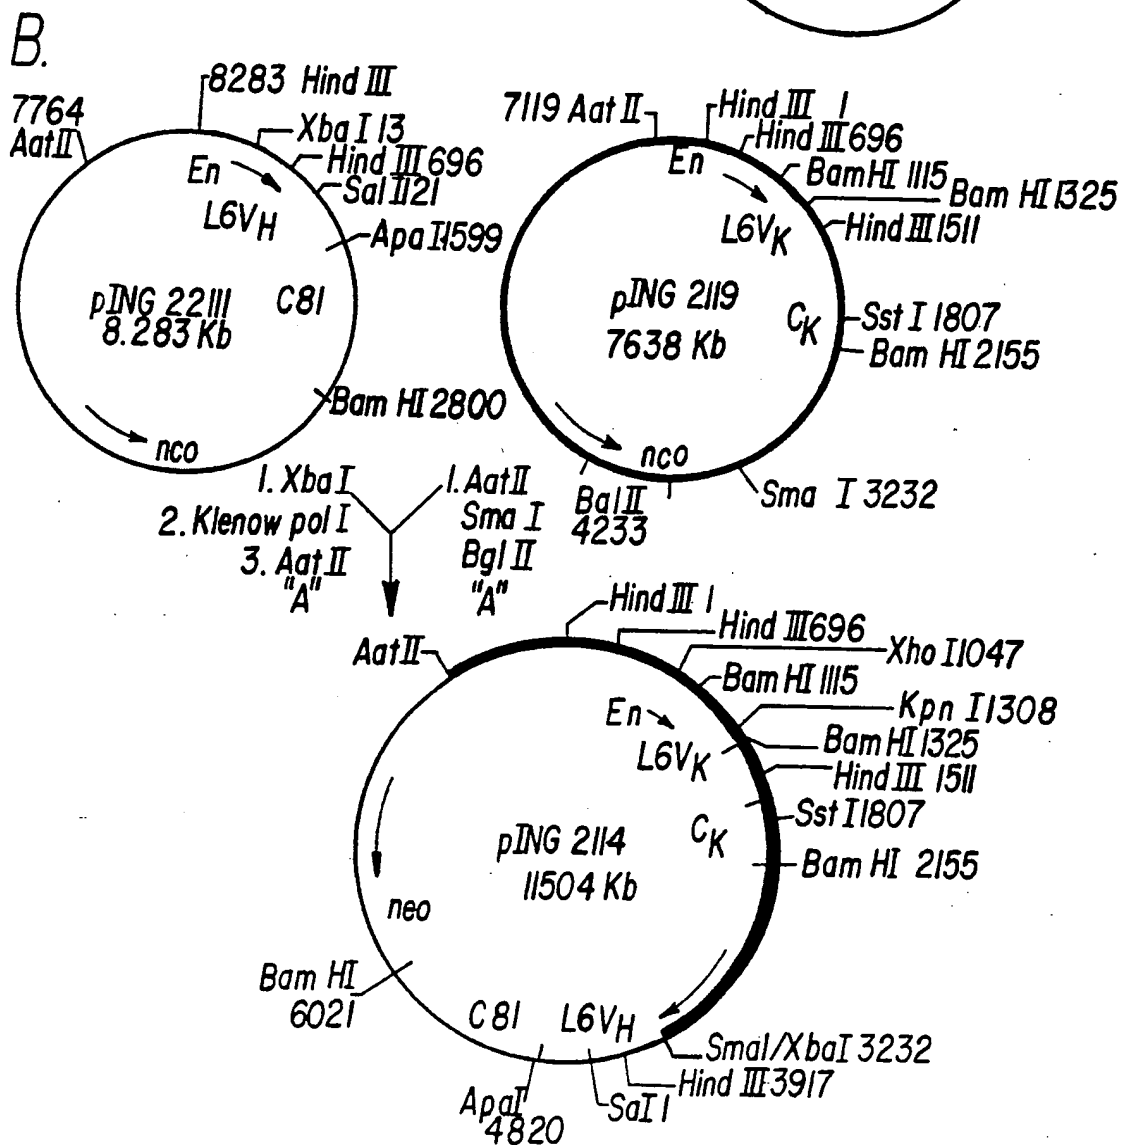 B.
8283 Hind III
7764
Aat II
Xba I 13
Hind III 696
Sal I 1121
Apa I 1599
En
L6VH
pING 22111
8.283 Kb
C81
Bam HI 2800
nco
7119 Aat II
Hind III 1
Hind III 696
Bam HI 1115
Bam HI 1325
Hind III 1511
En
L6VK
pING 2119
7638 Kb
CK
Sst I 1807
Bam HI 2155
nco
Bal II
4233
Sma I 3232
1. Xba I
2. Klenow pol I
3. Aat II
"A"
1. Aat II
Sma I
Bgl II
"A"
Hind III 1
Aat II
Hind III 696
Xho I 1047
Bam HI 1115
Kpn I 1308
Bam HI 1325
Hind III 1511
Sst I 1807
Bam HI 2155
En
L6VK
CK
pING 2114
11504 Kb
neo
Bam HI
6021
C81
L6VH
SmaI/XbaI 3232
Hind III 3917
SaI I
ApaI
4820